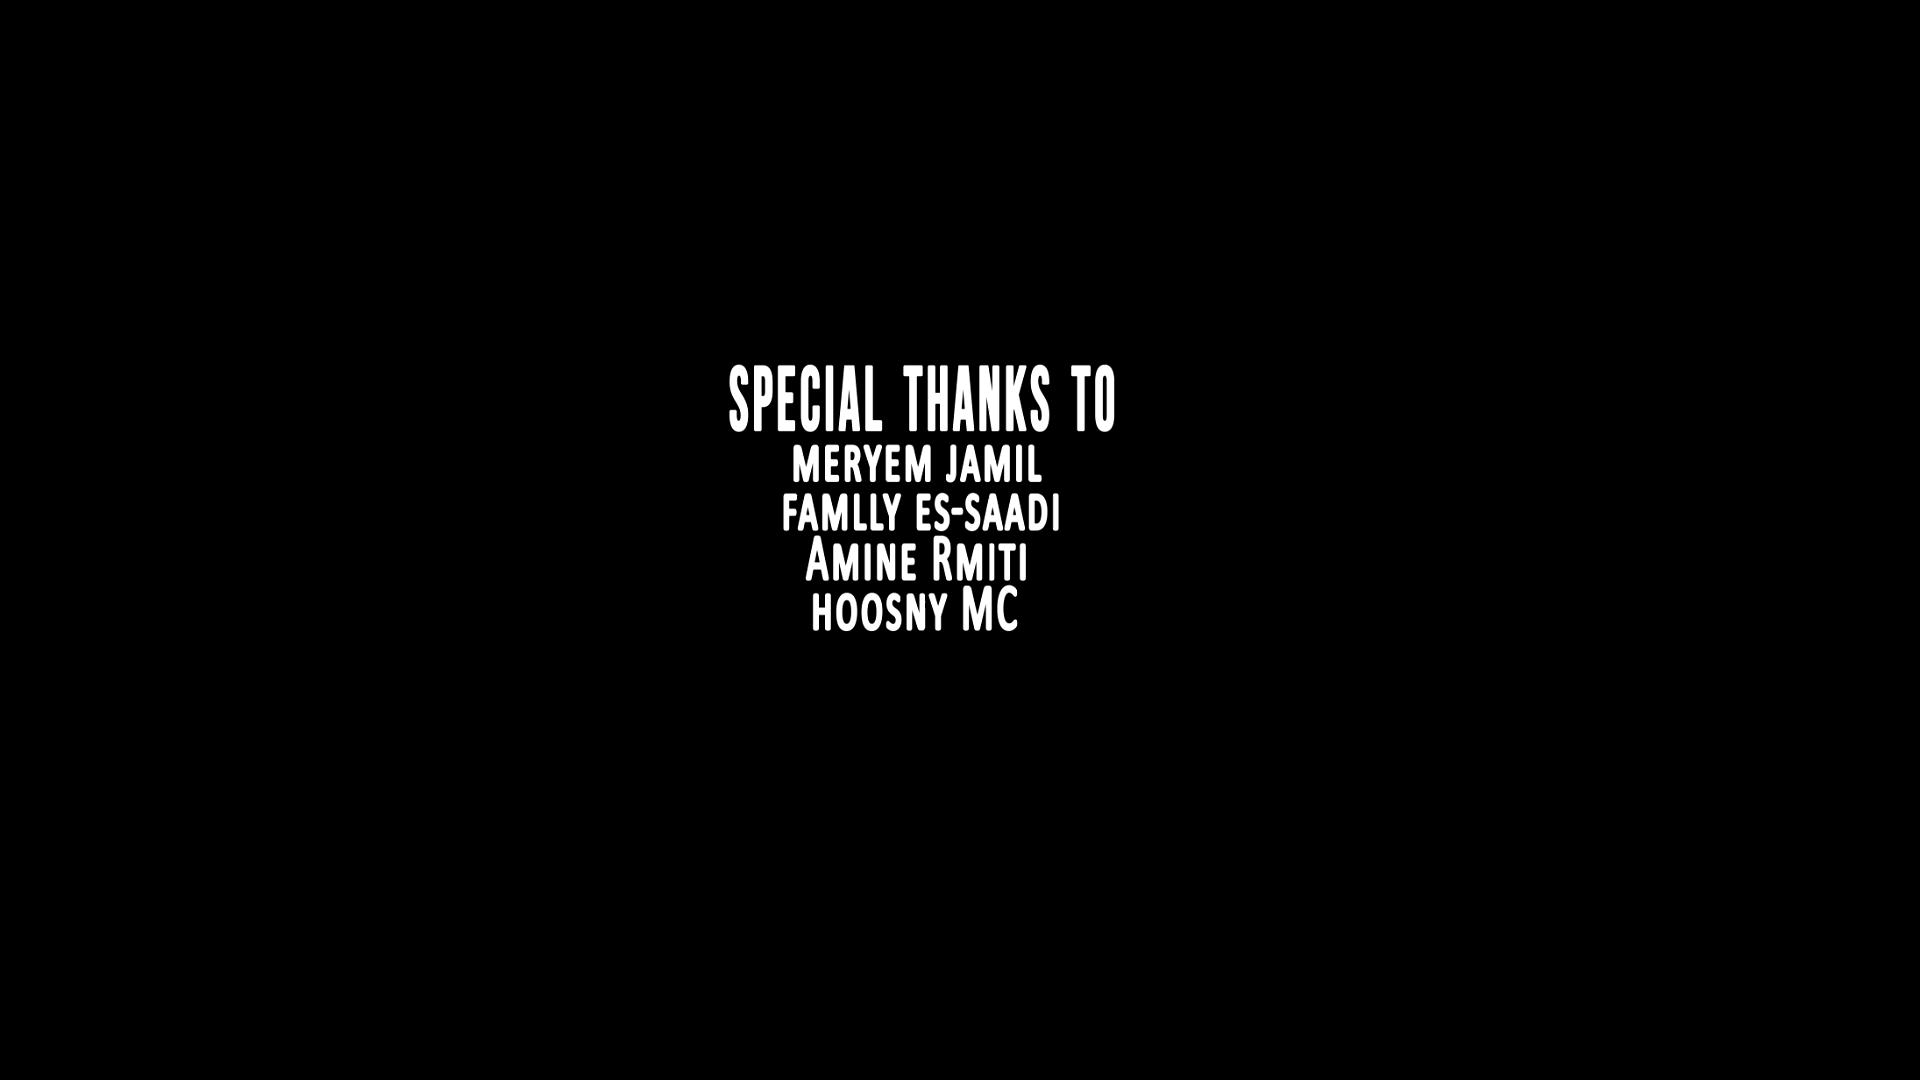 SPECIAL THANKS TO
MERYEM JAMIL
FAMLLY ES-SAADI
AMINE RMITI
HOOSNY MC